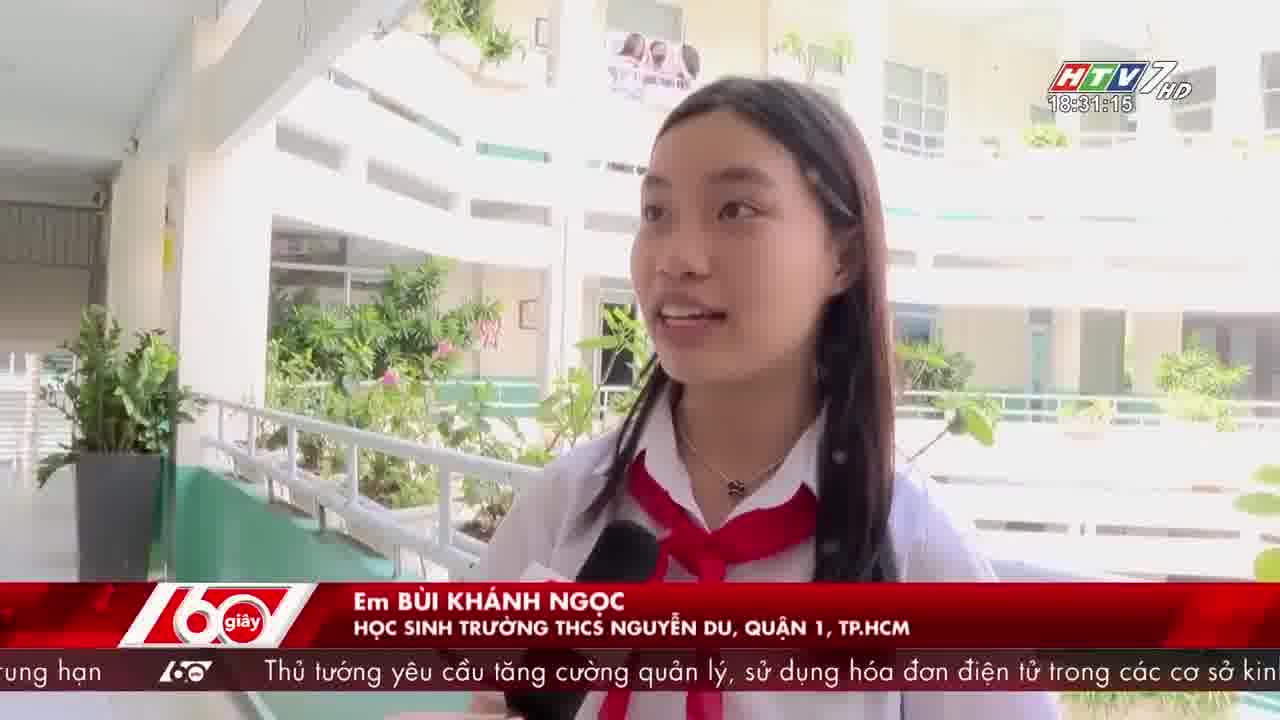 HTV7 HD
18:31:15
60 giây
Em BÙI KHÁNH NGỌC
HỌC SINH TRƯỜNG THCS NGUYỄN DU, QUẬN 1, TP.HCM
rung hạn 60 Thủ tướng yêu cầu tăng cường quản lý, sử dụng hóa đơn điện tử trong các cơ sở kin